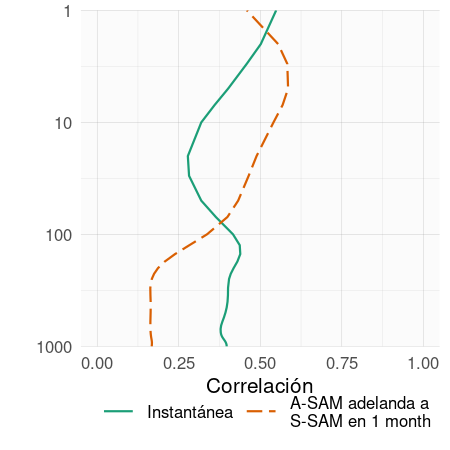 1
10
100
1000
0.00 0.25 0.50 0.75 1.00
Correlación
Instantánea
A-SAM adelanda a
S-SAM en 1 month